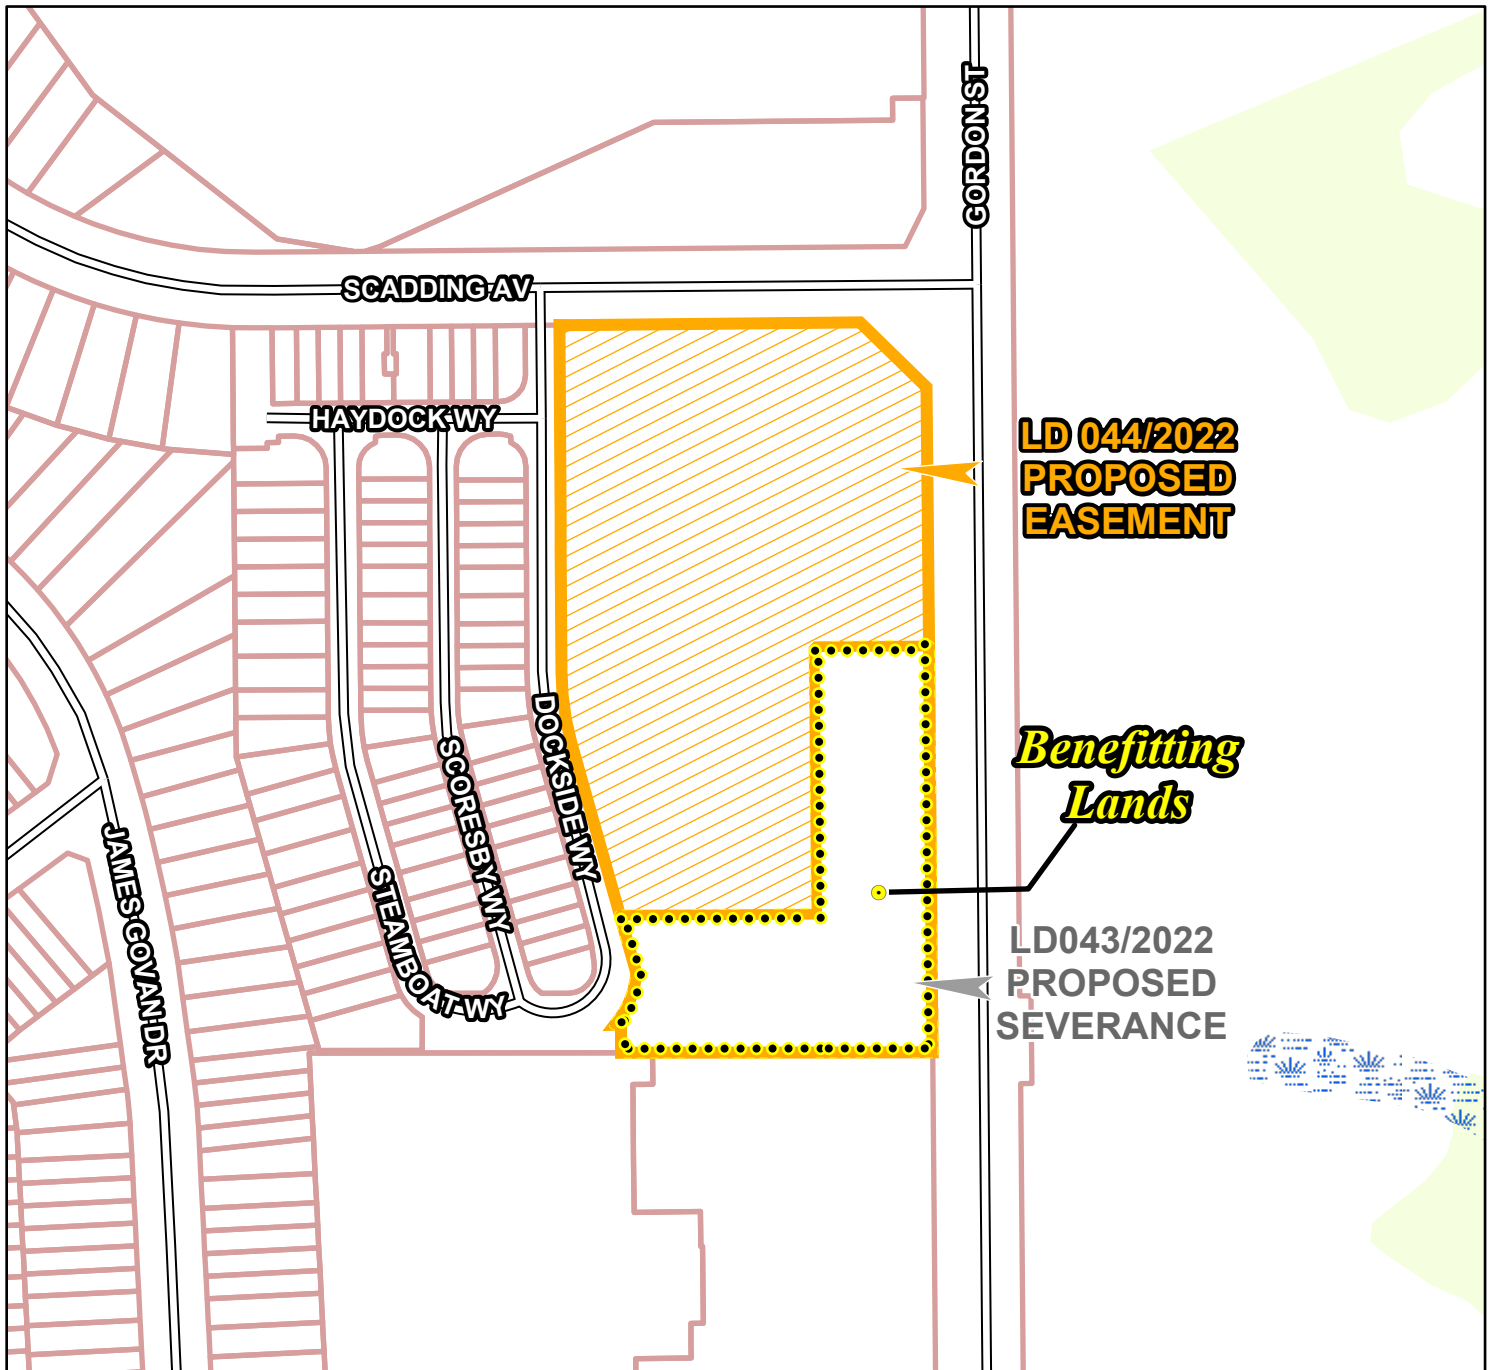 GORDON ST
SCADDING AV
HAYDOCK WY
LD 044/2022
PROPOSED
EASEMENT
DOCKSIDE WY
SCORESBY WY
Benefitting
Lands
JAMES GOVAN DR
STEAMBOAT WY
LD043/2022
PROPOSED
SEVERANCE